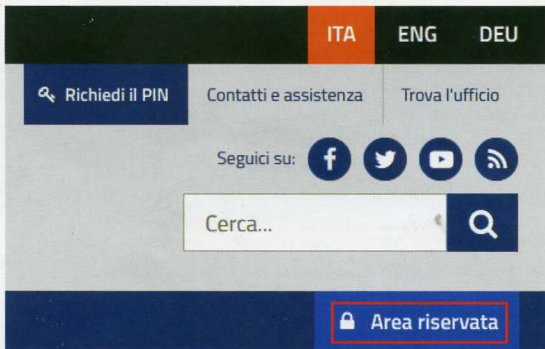 ITA ENG DEU
Richiedi il PIN Contatti e assistenza Trova l'ufficio
Seguici su:
Cerca...
Area riservata